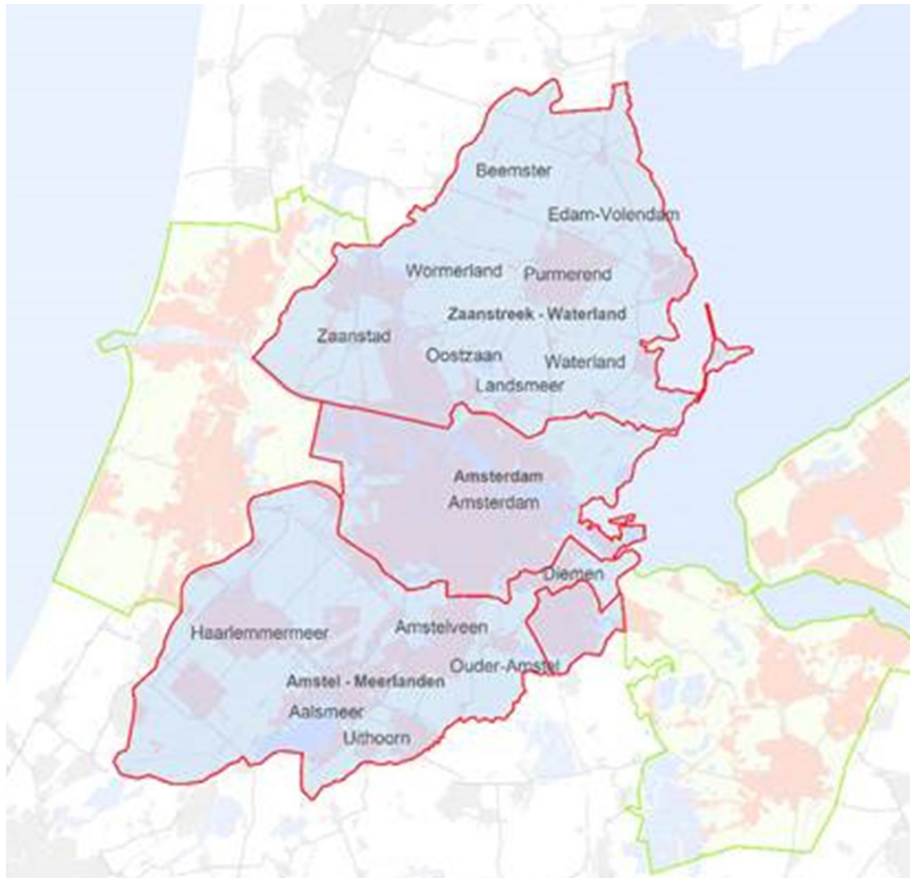 Beemster
Edam-Volendam
Wormerland
Purmerend
Zaanstreek - Waterland
Zaanstad
Oostzaan
Waterland
Landsmeer
Amsterdam
Amsterdam
Diemen
Haarlemmermeer
Amstelveen
Ouder-Amstel
Amstel - Meerlanden
Aalsmeer
Uithoorn